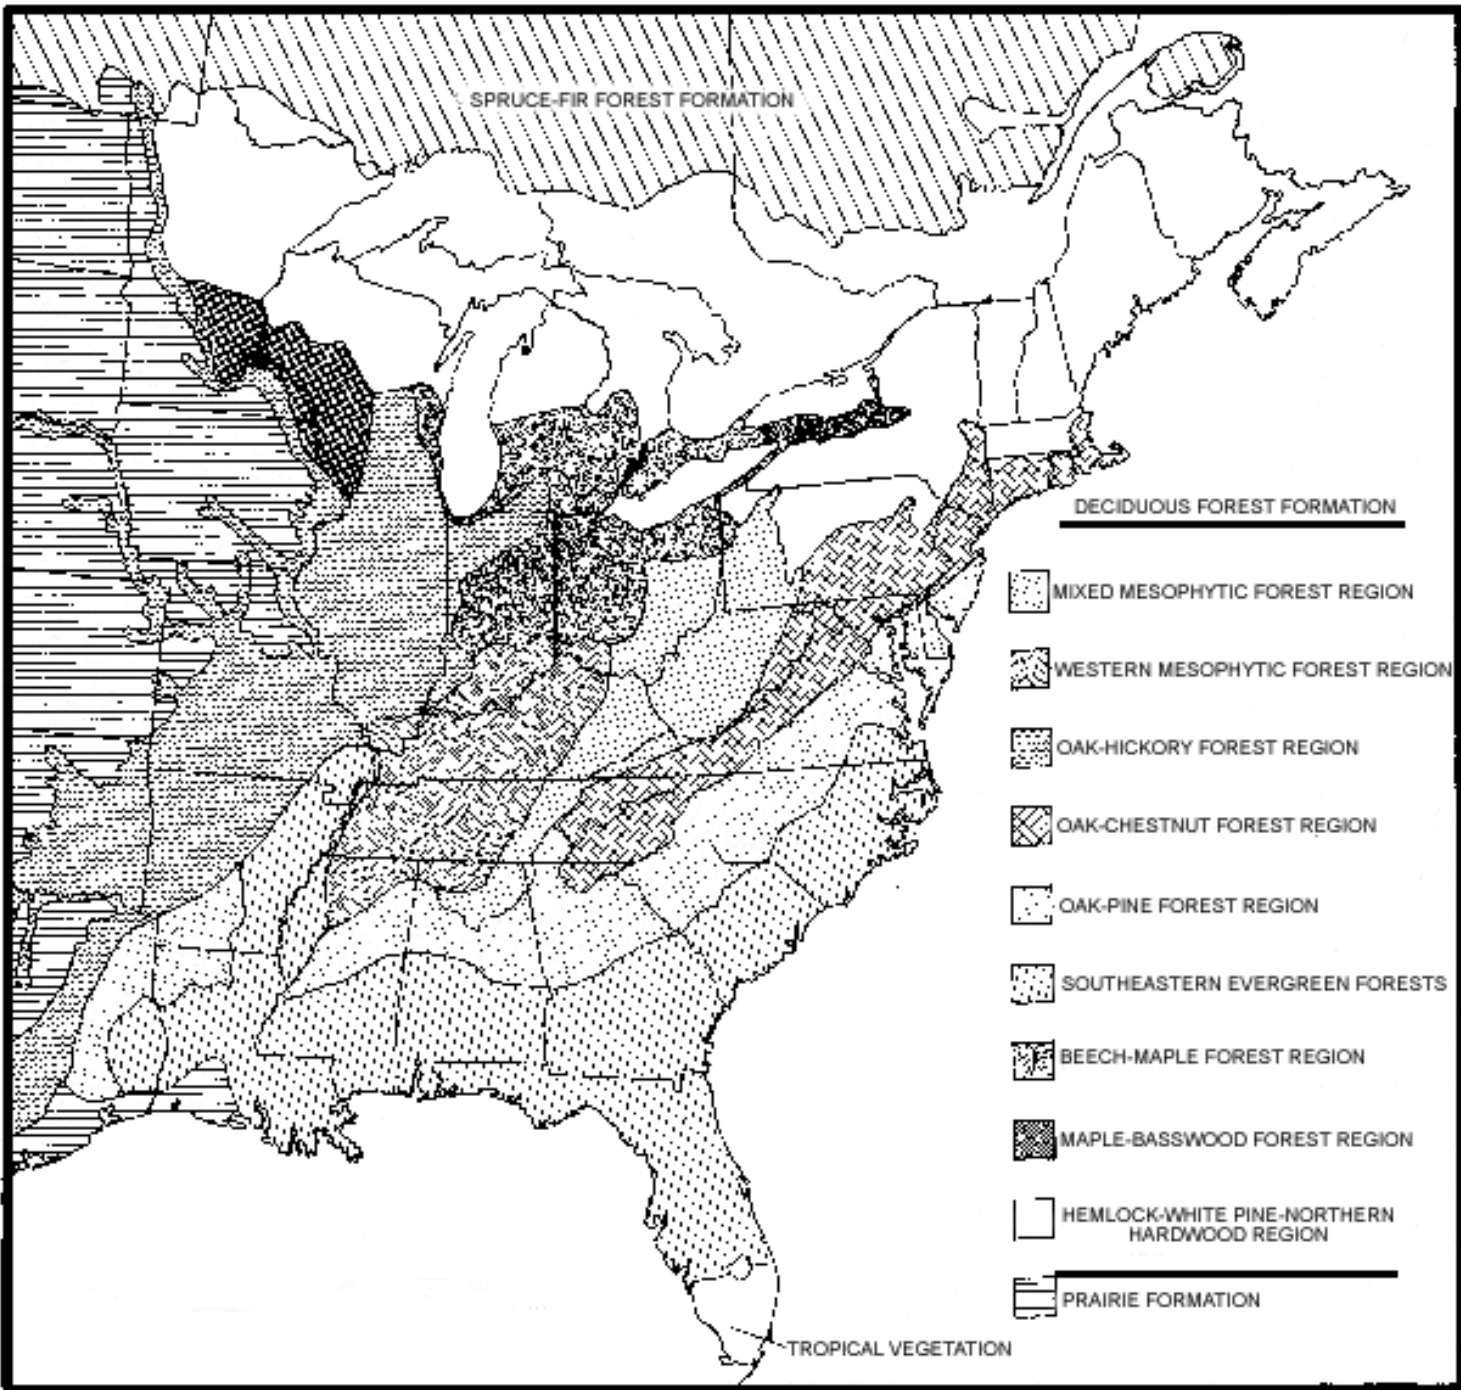 SPRUCE-FIR FOREST FORMATION
DECIDUOUS FOREST FORMATION
MIXED MESOPHYTIC FOREST REGION
WESTERN MESOPHYTIC FOREST REGION
OAK-HICKORY FOREST REGION
OAK-CHESTNUT FOREST REGION
OAK-PINE FOREST REGION
SOUTHEASTERN EVERGREEN FORESTS
BEECH-MAPLE FOREST REGION
MAPLE-BASSWOOD FOREST REGION
HEMLOCK-WHITE PINE-NORTHERN
HARDWOOD REGION
PRAIRIE FORMATION
TROPICAL VEGETATION